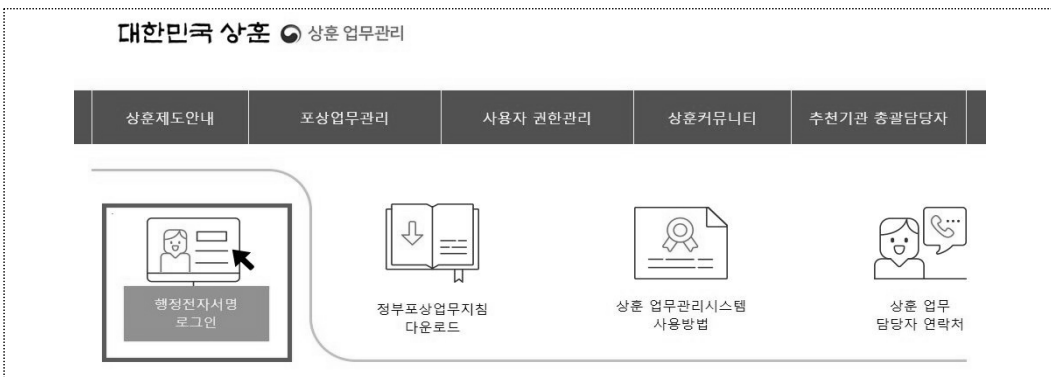 대한민국 상훈 상훈 업무관리
상훈제도안내 포상업무관리 사용자 권한관리 상훈커뮤니티 추천기관 총괄담당자
행정전자서명
로그인
정부포상업무지침
다운로드
상훈 업무관리시스템
사용방법
상훈 업무
담당자 연락처